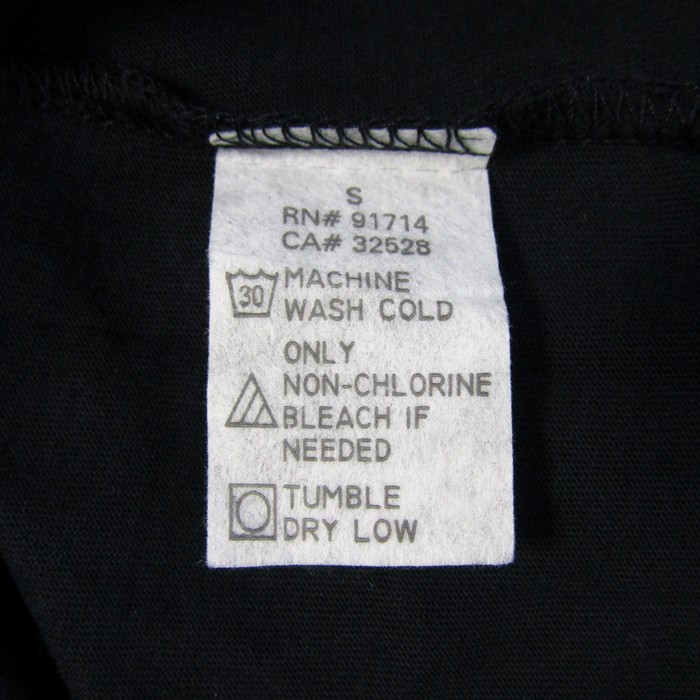 S
RN# 91714
CA# 32528
30 MACHINE
WASH COLD
ONLY
NON-CHLORINE
BLEACH IF
NEEDED
TUMBLE
DRY LOW